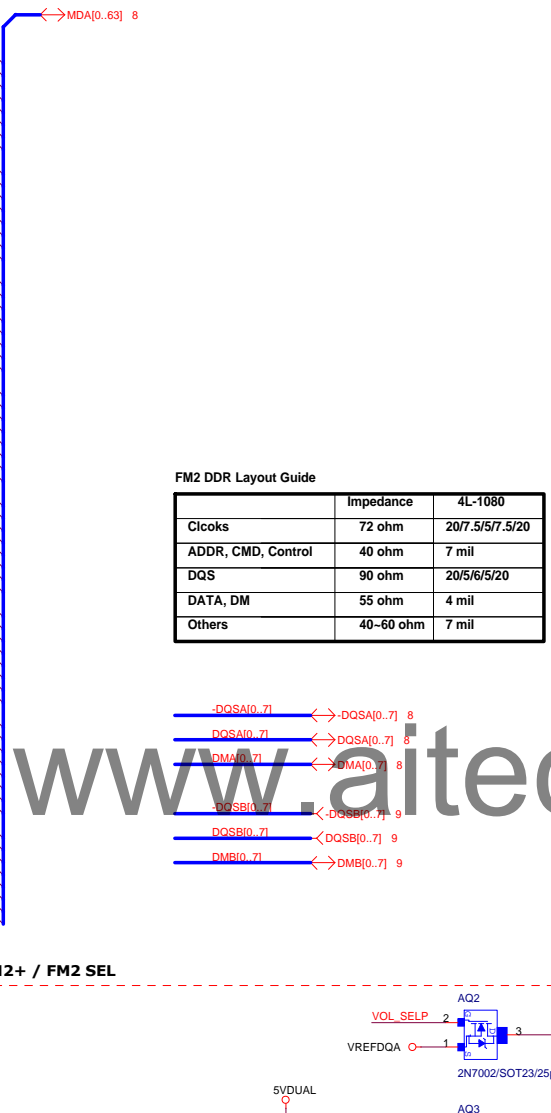 MDA[0..63] 8
FM2 DDR Layout Guide
Impedance 4L-1080
Clcoks 72 ohm 20/7.5/5/7.5/20
ADDR, CMD, Control 40 ohm 7 mil
DQS 90 ohm 20/5/6/5/20
DATA, DM 55 ohm 4 mil
Others 40~60 ohm 7 mil
-DQSA[0..7] -DQSA[0..7] 8
DQSA[0..7] DQSA[0..7] 8
DMA[0..7] DMA[0..7] 8
www.aitec
-DQSB[0..7] -DQSB[0..7] 9
DQSB[0..7] DQSB[0..7] 9
DMB[0..7] DMB[0..7] 9
M2+ / FM2 SEL
AQ2
VOL_SELP 2 G
D 3
VREFDQA 1 S
2N7002/SOT23/25p
5VDUAL
AQ3